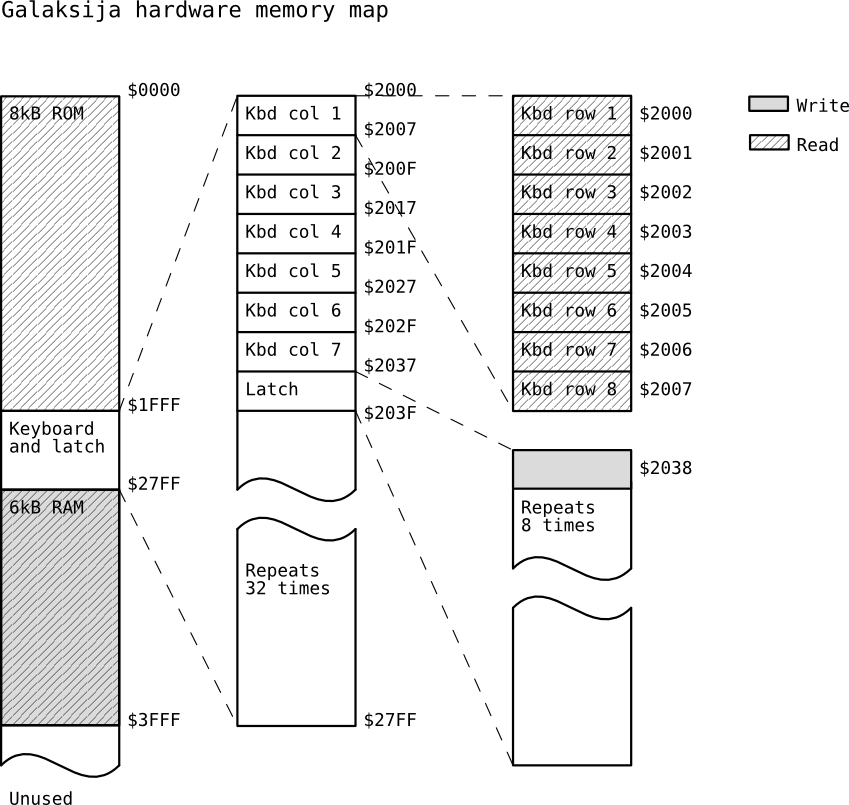 Galaksija hardware memory map
$0000
8kB ROM
$1FFF
Keyboard
and latch
$27FF
6kB RAM
$3FFF
Unused
$2000
Kbd col 1
$2007
Kbd col 2
$200F
Kbd col 3
$2017
Kbd col 4
$201F
Kbd col 5
$2027
Kbd col 6
$202F
Kbd col 7
$2037
Latch
$203F
Repeats
32 times
$27FF
Kbd row 1 $2000
Kbd row 2 $2001
Kbd row 3 $2002
Kbd row 4 $2003
Kbd row 5 $2004
Kbd row 6 $2005
Kbd row 7 $2006
Kbd row 8 $2007
$2038
Repeats
8 times
Write
Read